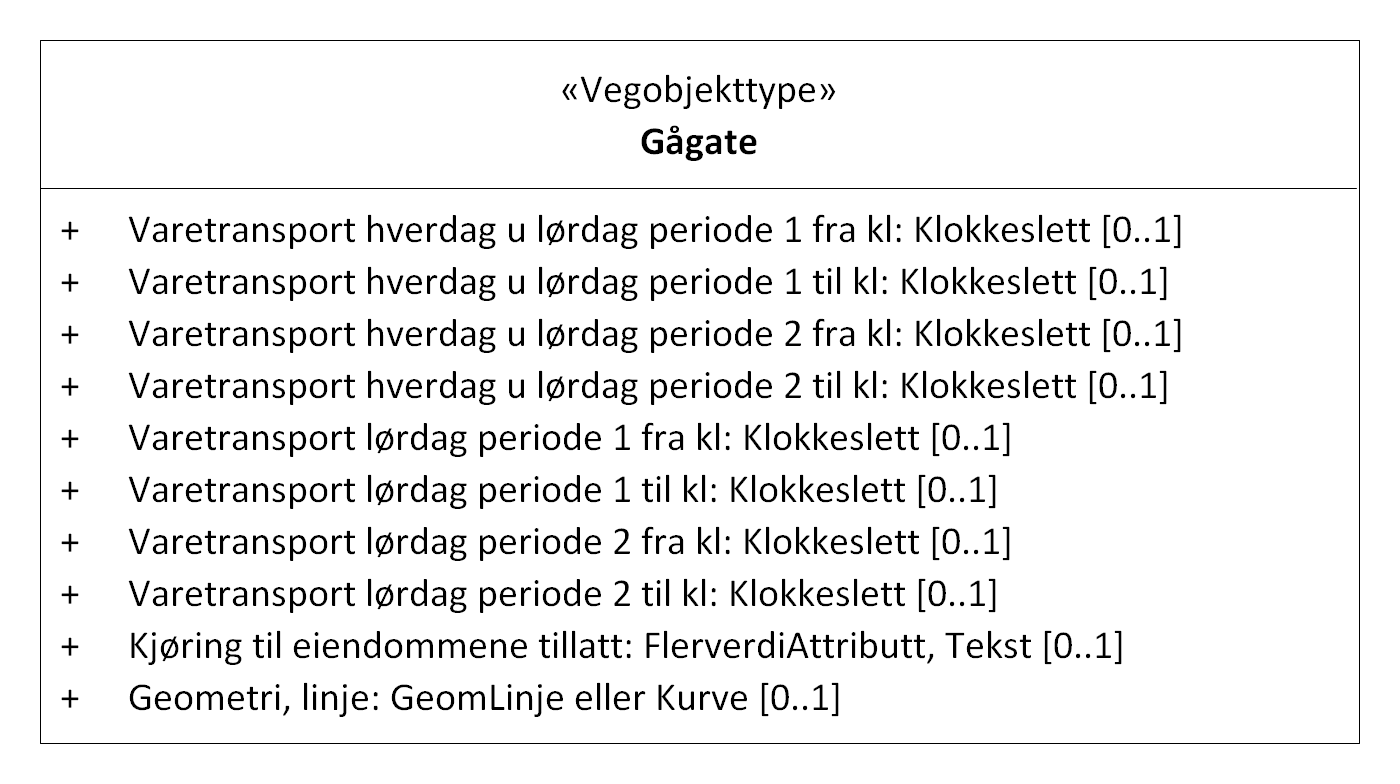 «Vegobjekttype»
Gågate
+ Varetransport hverdag u lørdag periode 1 fra kl: Klokkeslett [0..1]
+ Varetransport hverdag u lørdag periode 1 til kl: Klokkeslett [0..1]
+ Varetransport hverdag u lørdag periode 2 fra kl: Klokkeslett [0..1]
+ Varetransport hverdag u lørdag periode 2 til kl: Klokkeslett [0..1]
+ Varetransport lørdag periode 1 fra kl: Klokkeslett [0..1]
+ Varetransport lørdag periode 1 til kl: Klokkeslett [0..1]
+ Varetransport lørdag periode 2 fra kl: Klokkeslett [0..1]
+ Varetransport lørdag periode 2 til kl: Klokkeslett [0..1]
+ Kjøring til eiendommene tillatt: FlerverdiAttributt, Tekst [0..1]
+ Geometri, linje: GeomLinje eller Kurve [0..1]